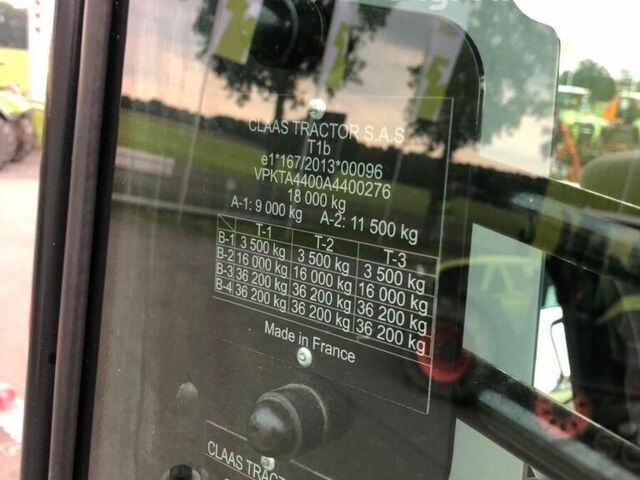 CLAAS TRACTOR S.A.S
T1b
e1*167/2013*00096
VPKTA4400A4400276
18 000 kg
A-1: 9 000 kg A-2: 11 500 kg
T-1 T-2 T-3
B-1 3 500 kg 3 500 kg 3 500 kg
B-2 16 000 kg 16 000 kg 16 000 kg
B-3 36 200 kg 36 200 kg 36 200 kg
B-4 36 200 kg 36 200 kg 36 200 kg
Made in France
CLAAS TRACTOR